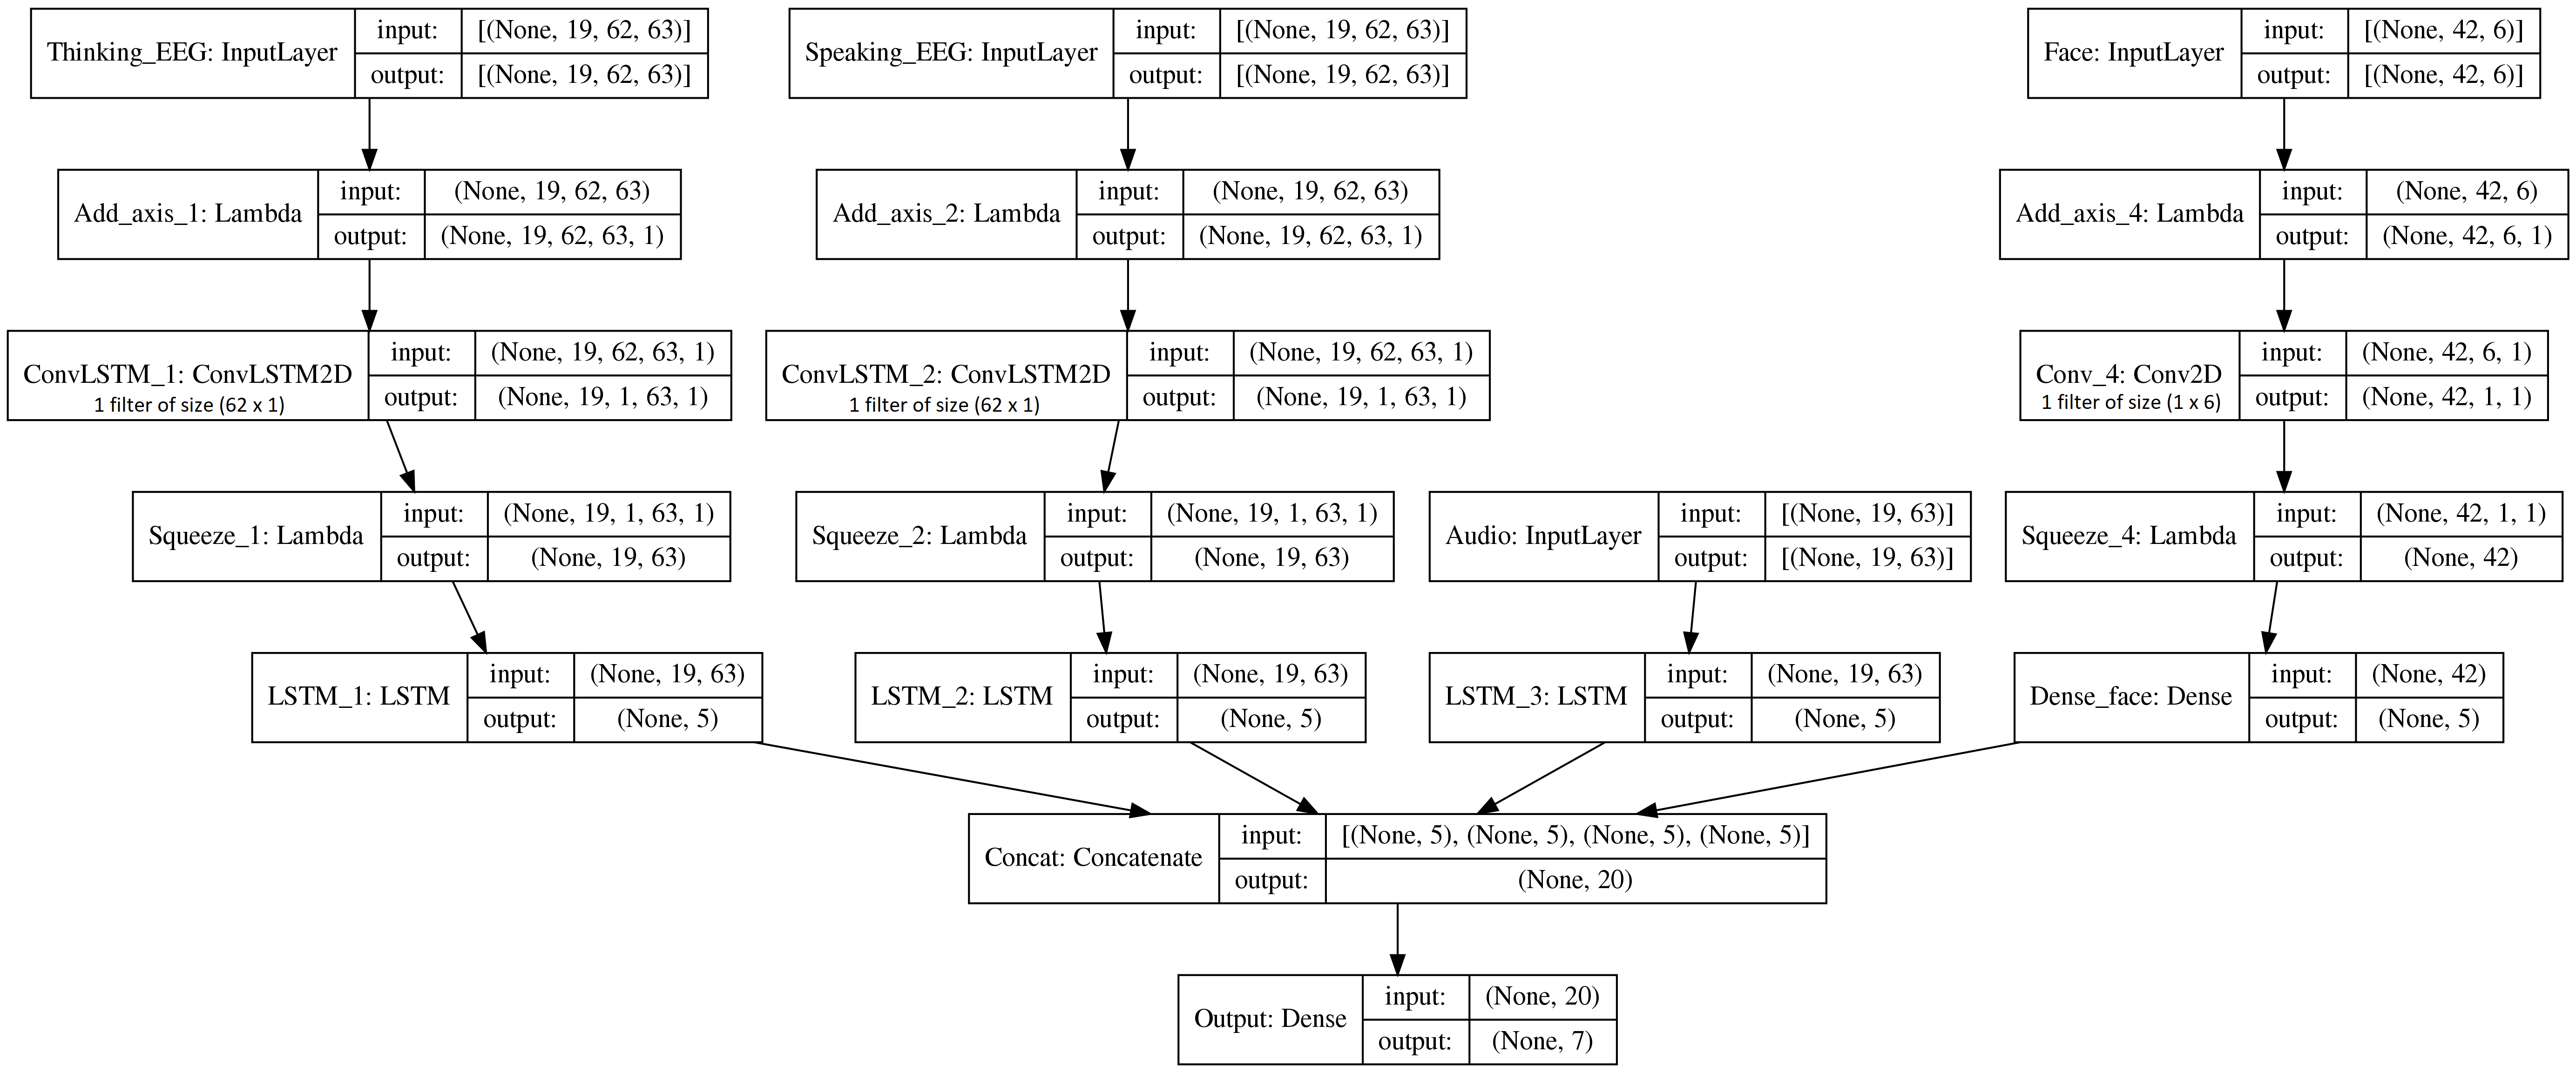 Thinking_EEG: InputLayer
input:
[(None, 19, 62, 63)]
output:
[(None, 19, 62, 63)]
Speaking_EEG: InputLayer
input:
[(None, 19, 62, 63)]
output:
[(None, 19, 62, 63)]
Face: InputLayer
input:
[(None, 42, 6)]
output:
[(None, 42, 6)]
Add_axis_1: Lambda
input:
(None, 19, 62, 63)
output:
(None, 19, 62, 63, 1)
Add_axis_2: Lambda
input:
(None, 19, 62, 63)
output:
(None, 19, 62, 63, 1)
Add_axis_4: Lambda
input:
(None, 42, 6)
output:
(None, 42, 6, 1)
ConvLSTM_1: ConvLSTM2D
1 filter of size (62 x 1)
input:
(None, 19, 62, 63, 1)
output:
(None, 19, 1, 63, 1)
ConvLSTM_2: ConvLSTM2D
1 filter of size (62 x 1)
input:
(None, 19, 62, 63, 1)
output:
(None, 19, 1, 63, 1)
Conv_4: Conv2D
1 filter of size (1 x 6)
input:
(None, 42, 6, 1)
output:
(None, 42, 1, 1)
Squeeze_1: Lambda
input:
(None, 19, 1, 63, 1)
output:
(None, 19, 63)
Squeeze_2: Lambda
input:
(None, 19, 1, 63, 1)
output:
(None, 19, 63)
Audio: InputLayer
input:
[(None, 19, 63)]
output:
[(None, 19, 63)]
Squeeze_4: Lambda
input:
(None, 42, 1, 1)
output:
(None, 42)
LSTM_1: LSTM
input:
(None, 19, 63)
output:
(None, 5)
LSTM_2: LSTM
input:
(None, 19, 63)
output:
(None, 5)
LSTM_3: LSTM
input:
(None, 19, 63)
output:
(None, 5)
Dense_face: Dense
input:
(None, 42)
output:
(None, 5)
Concat: Concatenate
input:
[(None, 5), (None, 5), (None, 5), (None, 5)]
output:
(None, 20)
Output: Dense
input:
(None, 20)
output:
(None, 7)